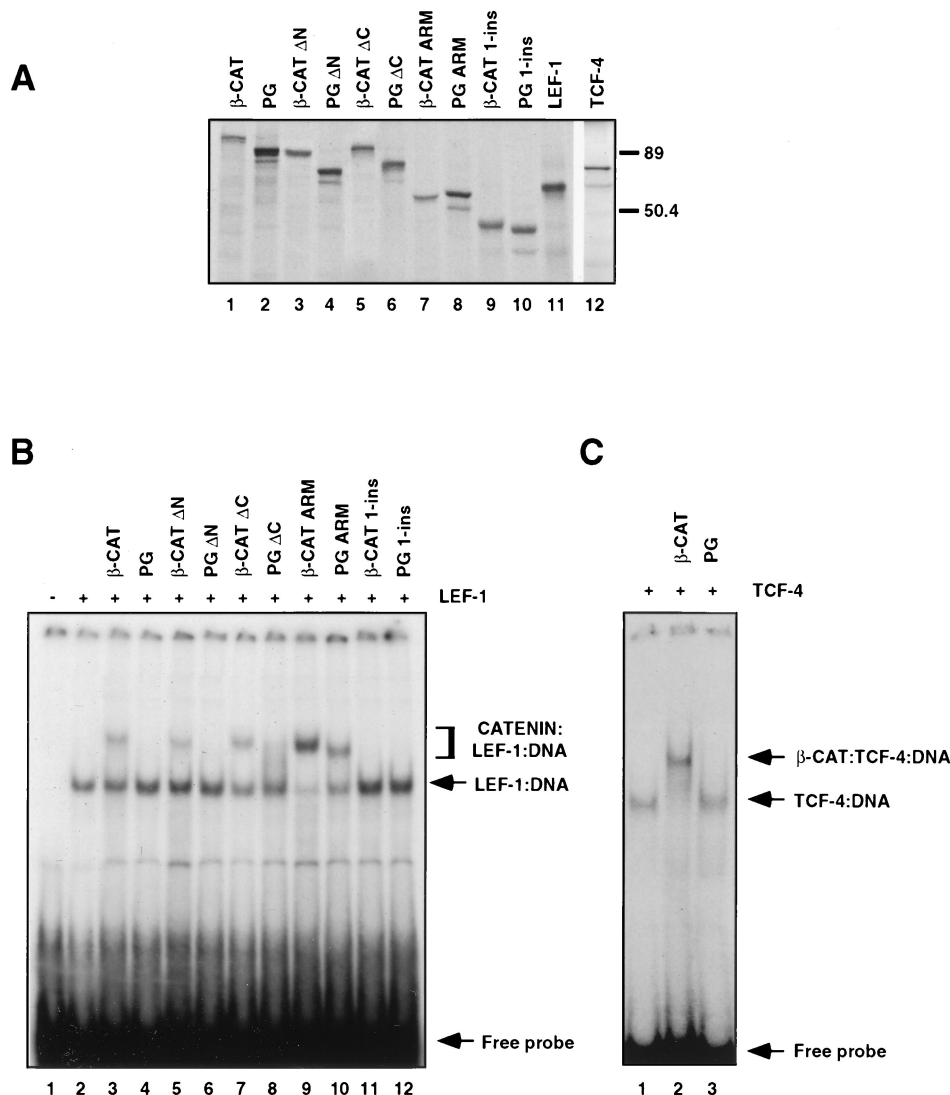 A
β-CAT PG β-CAT ΔN PG ΔN β-CAT ΔC PG ΔC β-CAT ARM PG ARM β-CAT 1-ins PG 1-ins LEF-1 TCF-4
89
50.4
1 2 3 4 5 6 7 8 9 10 11 12
B
β-CAT PG β-CAT ΔN PG ΔN β-CAT ΔC PG ΔC β-CAT ARM PG ARM β-CAT 1-ins PG 1-ins
- + + + + + + + + + + + LEF-1
CATENIN:
LEF-1:DNA
LEF-1:DNA
Free probe
1 2 3 4 5 6 7 8 9 10 11 12
C
β-CAT PG
+ + + TCF-4
β-CAT:TCF-4:DNA
TCF-4:DNA
Free probe
1 2 3